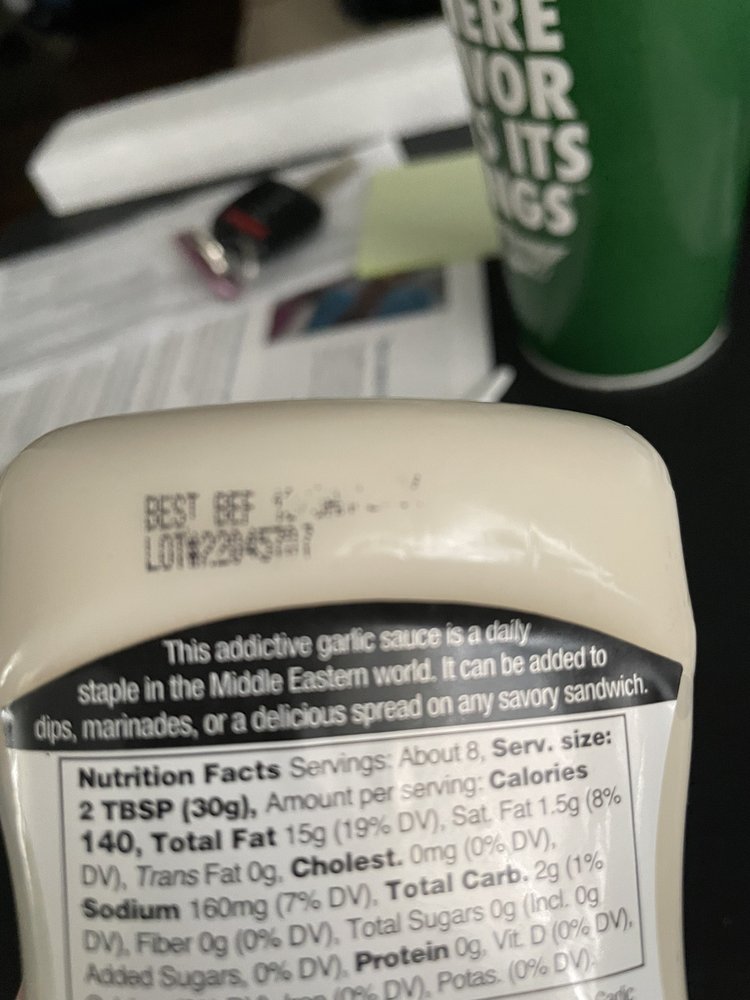 ERE
VOR
S ITS
NGS
BEST BEF
LOT#
This addictive garlic sauce is a daily
staple in the Middle Eastern world. It can be added to
dips, marinades, or a delicious spread on any savory sandwich.
Nutrition Facts Servings: About 8, Serv. size:
2 TBSP (30g), Amount per serving: Calories
140, Total Fat 15g (19% DV), Sat. Fat 1.5g (8%
DV), Trans Fat 0g, Cholest. 0mg (0% DV),
Sodium 160mg (7% DV), Total Carb. 2g (1%
DV), Fiber 0g (0% DV), Total Sugars 0g (Incl. 0g
Added Sugars, 0% DV), Protein 0g, Vit. D (0% DV),
(0% DV), Potas. (0% DV).
Garlic